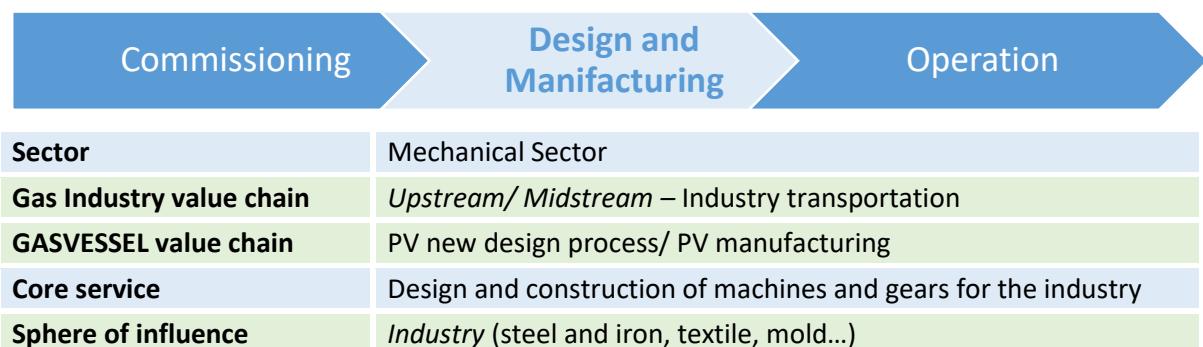 Commissioning
Design and
Manifacturing
Operation
Sector Mechanical Sector
Gas Industry value chain Upstream/ Midstream – Industry transportation
GASVESSEL value chain PV new design process/ PV manufacturing
Core service Design and construction of machines and gears for the industry
Sphere of influence Industry (steel and iron, textile, mold…)